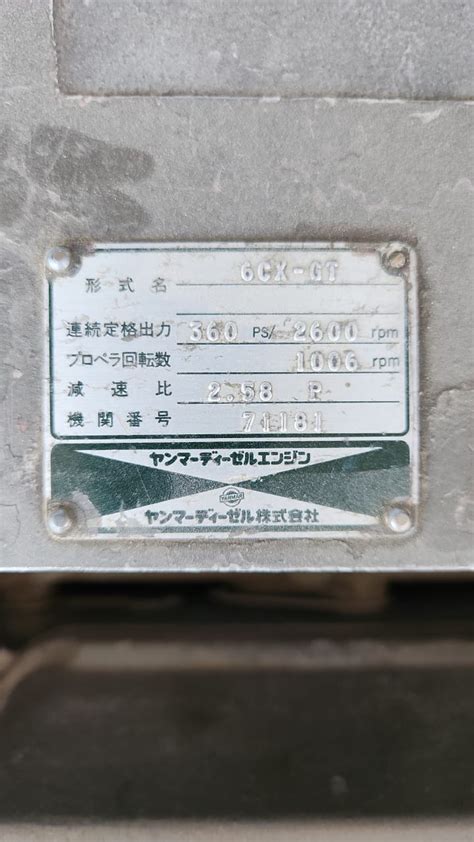 形式名 6CX-GT
連続定格出力 360 PS/ 2600 rpm
プロペラ回転数 1006 rpm
減速比 2.58 R
機関番号 71181
ヤンマーディーゼルエンジン
YANMAR
ヤンマーディーゼル株式会社